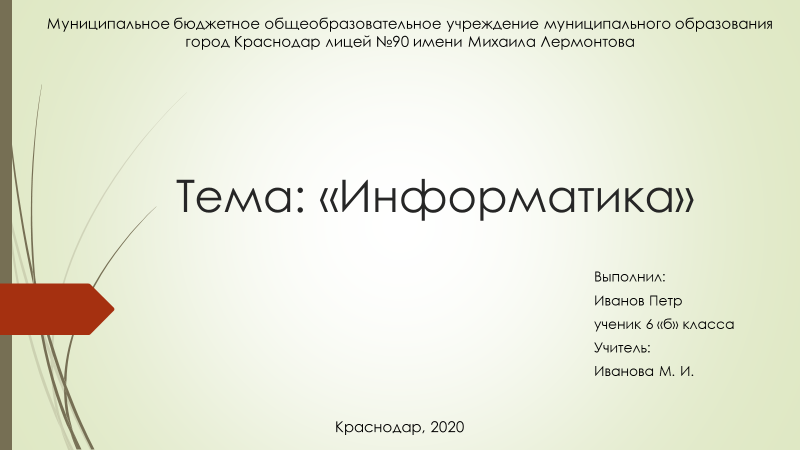 Муниципальное бюджетное общеобразовательное учреждение муниципального образования
город Краснодар лицей №90 имени Михаила Лермонтова
Тема: «Информатика»
Выполнил:
Иванов Петр
ученик 6 «б» класса
Учитель:
Иванова М. И.
Краснодар, 2020